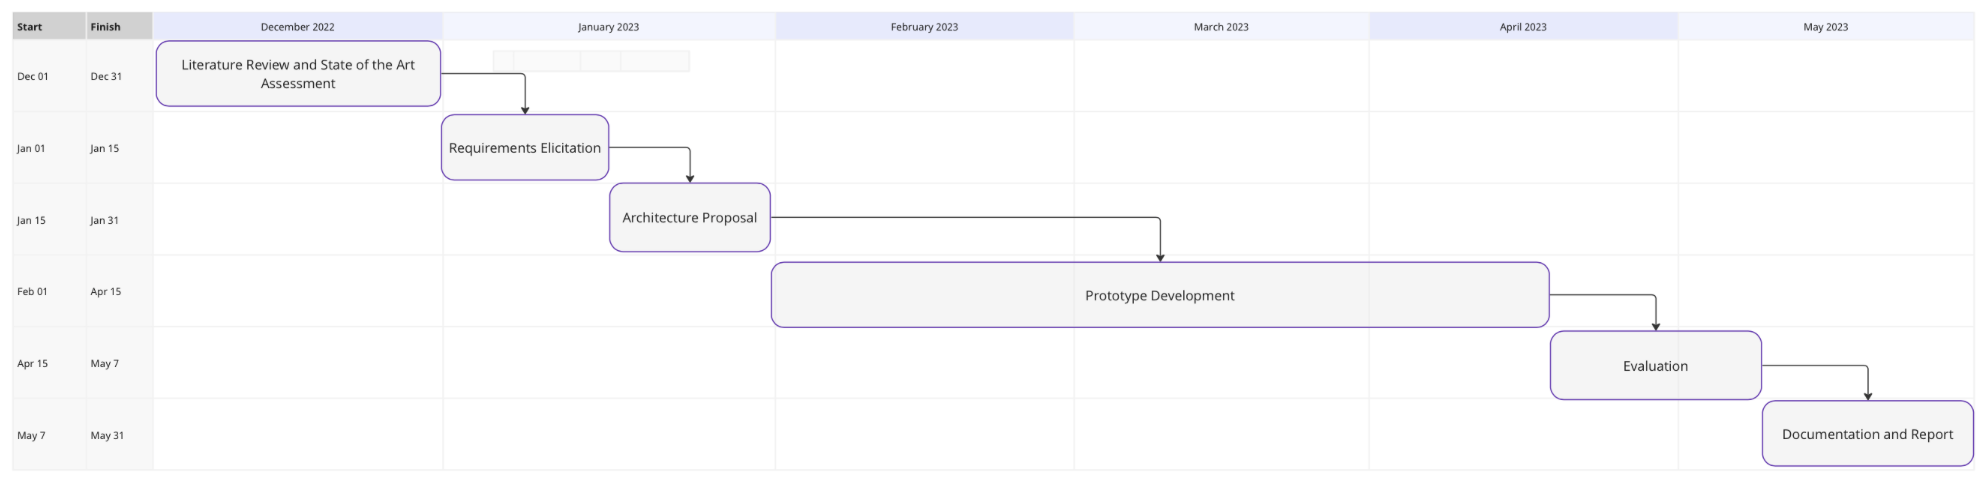 Start Finish December 2022 January 2023 February 2023 March 2023 April 2023 May 2023
Dec 01 Dec 31 Literature Review and State of the Art
Assessment
Jan 01 Jan 15 Requirements Elicitation
Jan 15 Jan 31 Architecture Proposal
Feb 01 Apr 15 Prototype Development
Apr 15 May 7 Evaluation
May 7 May 31 Documentation and Report